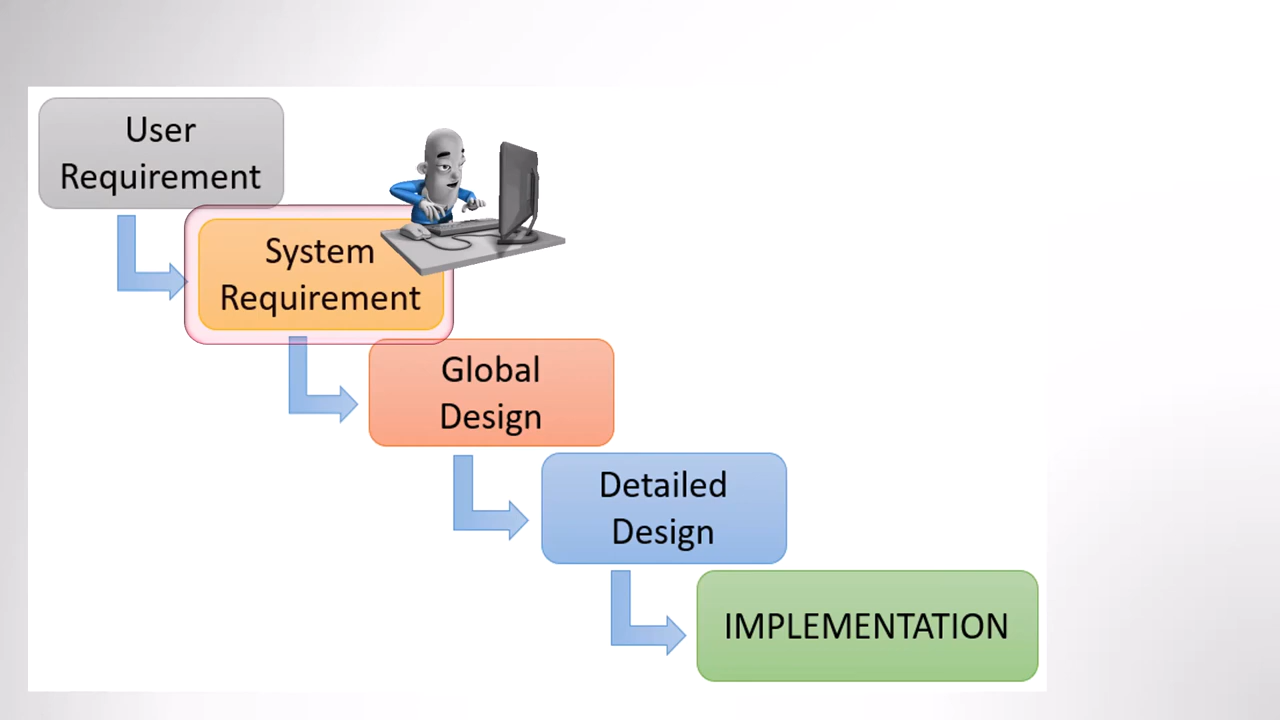 User
Requirement
System
Requirement
Global
Design
Detailed
Design
IMPLEMENTATION